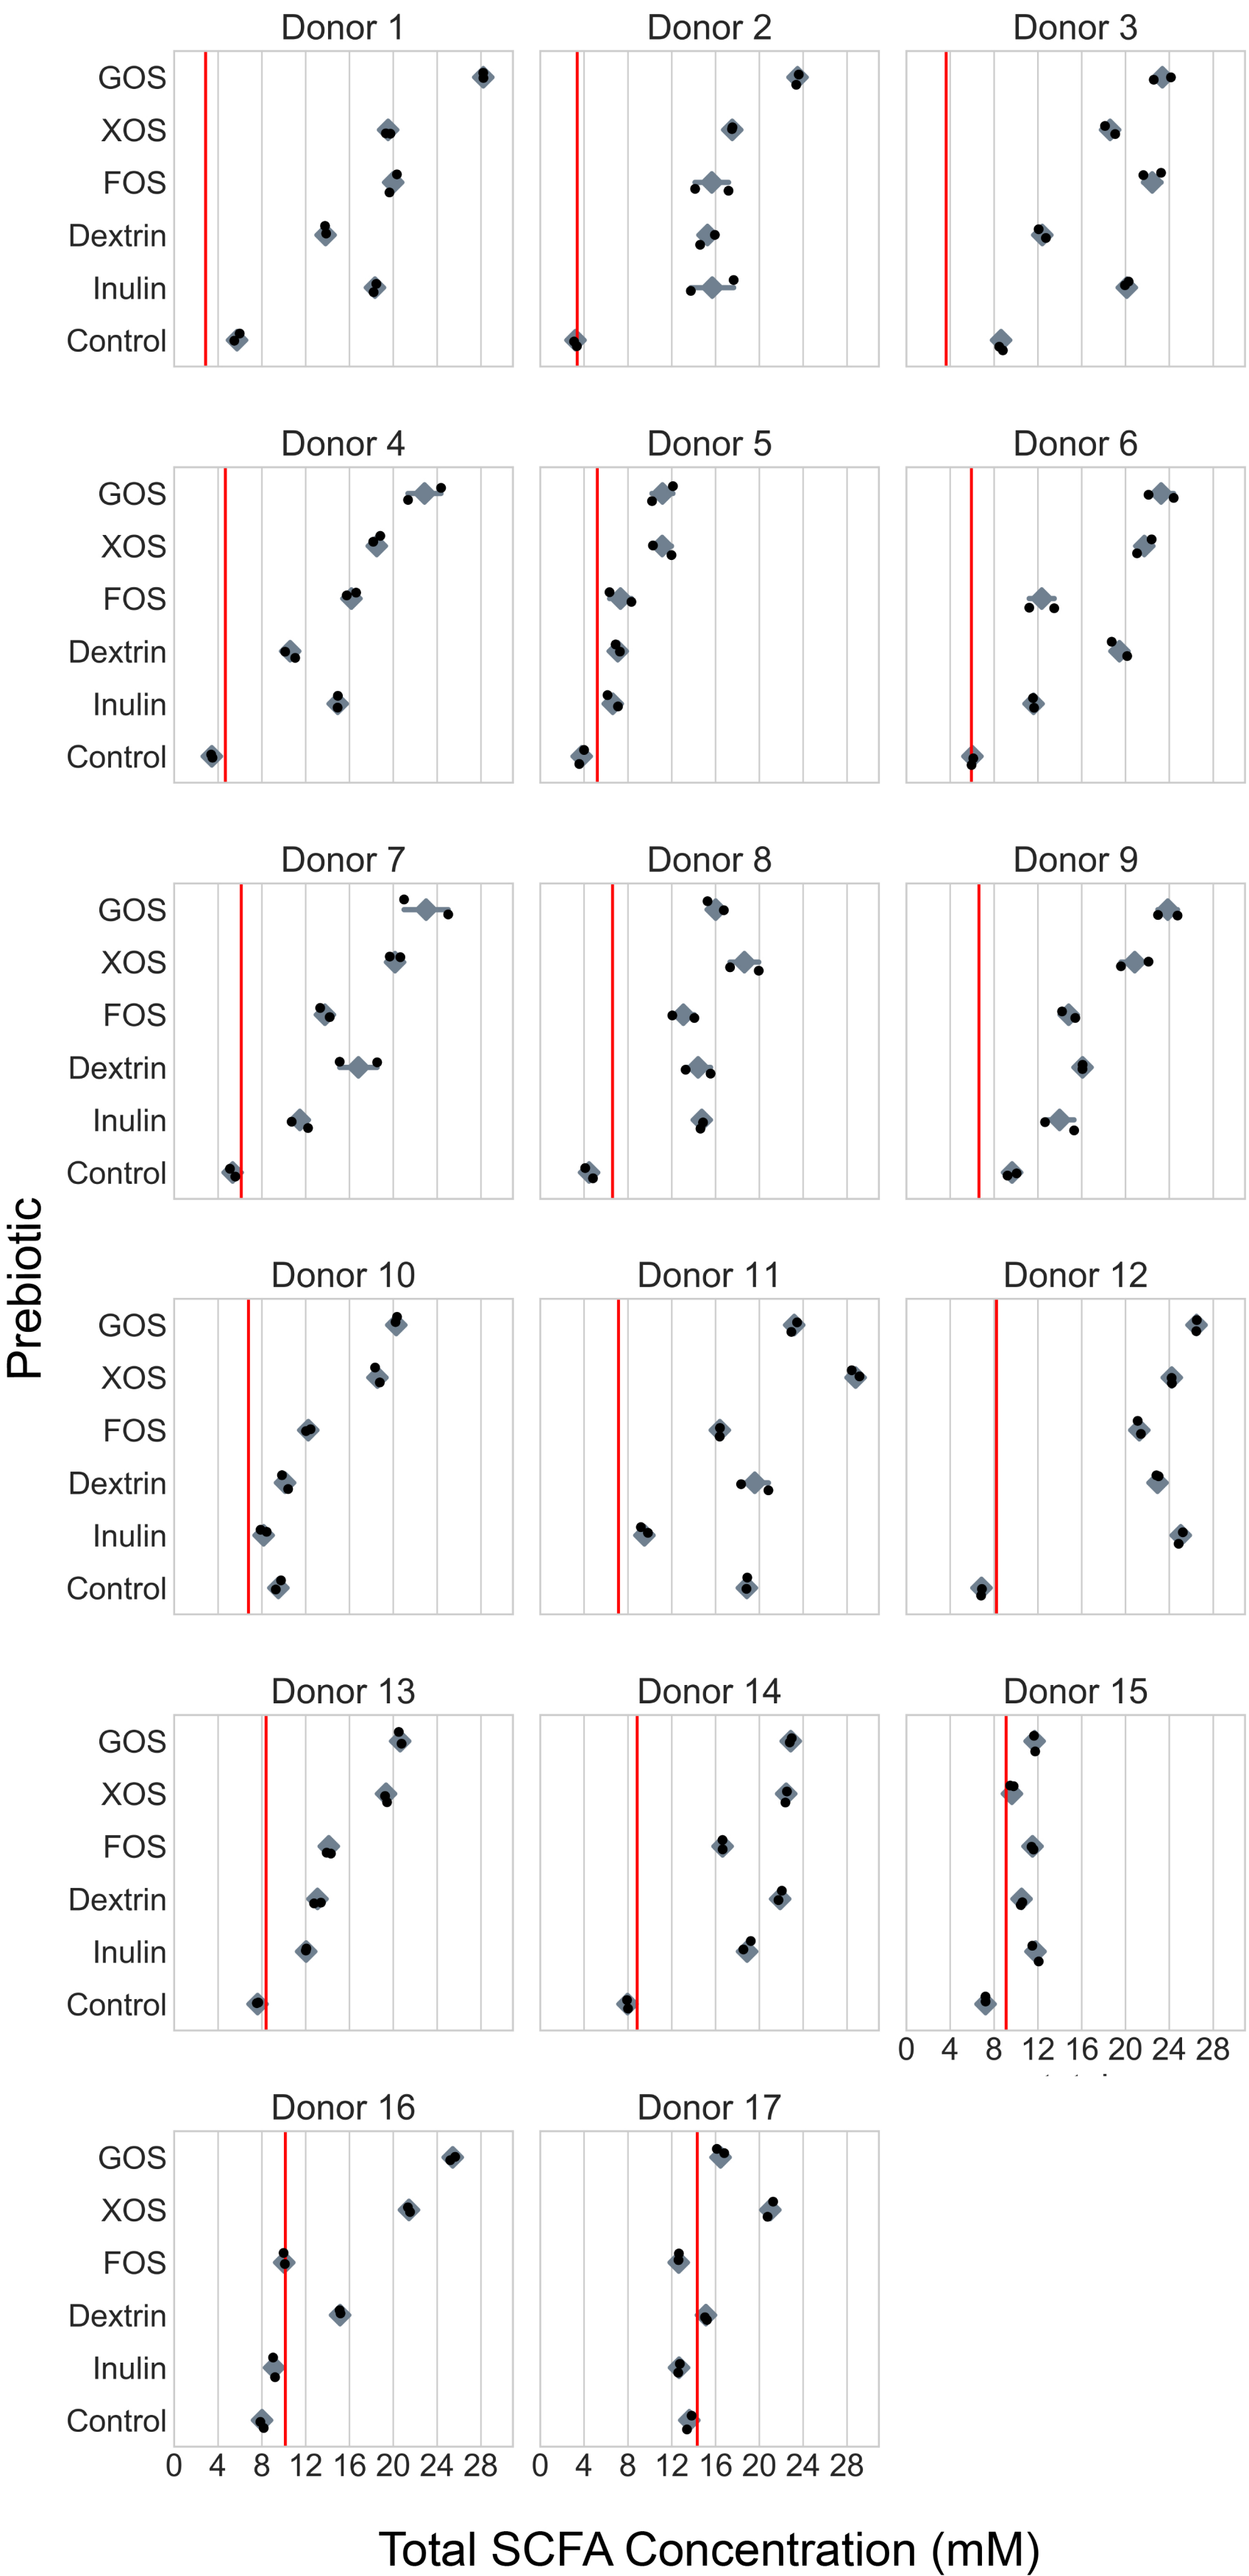 Donor 1 Donor 2 Donor 3
GOS
XOS
FOS
Dextrin
Inulin
Control
Donor 4 Donor 5 Donor 6
GOS
XOS
FOS
Dextrin
Inulin
Control
Donor 7 Donor 8 Donor 9
GOS
XOS
FOS
Dextrin
Inulin
Control
Prebiotic
Donor 10 Donor 11 Donor 12
GOS
XOS
FOS
Dextrin
Inulin
Control
Donor 13 Donor 14 Donor 15
GOS
XOS
FOS
Dextrin
Inulin
Control
0 4 8 12 16 20 24 28
Donor 16 Donor 17
GOS
XOS
FOS
Dextrin
Inulin
Control
0 4 8 12 16 20 24 28 0 4 8 12 16 20 24 28
Total SCFA Concentration (mM)